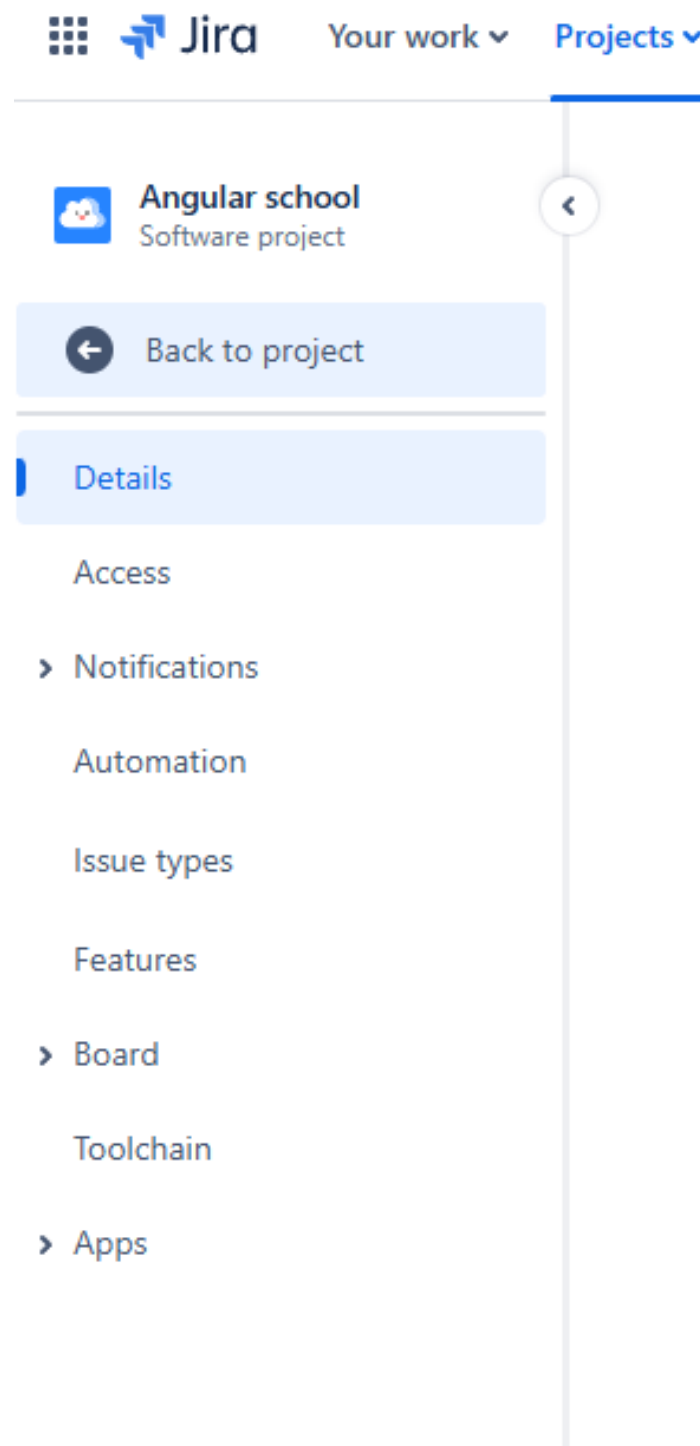 Jira Your work Projects
Angular school
Software project
Back to project
Details
Access
Notifications
Automation
Issue types
Features
Board
Toolchain
Apps